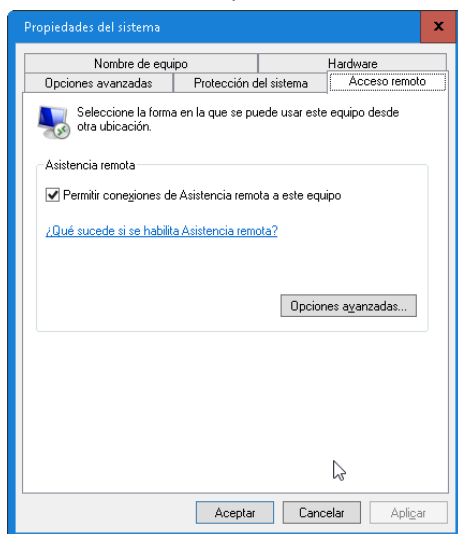 Propiedades del sistema
x
Nombre de equipo
Hardware
Opciones avanzadas
Protección del sistema
Acceso remoto
Seleccione la forma en la que se puede usar este equipo desde
otra ubicación.
Asistencia remota
Permitir conexiones de Asistencia remota a este equipo
¿Qué sucede si se habilita Asistencia remota?
Opciones avanzadas...
Aceptar
Cancelar
Aplicar